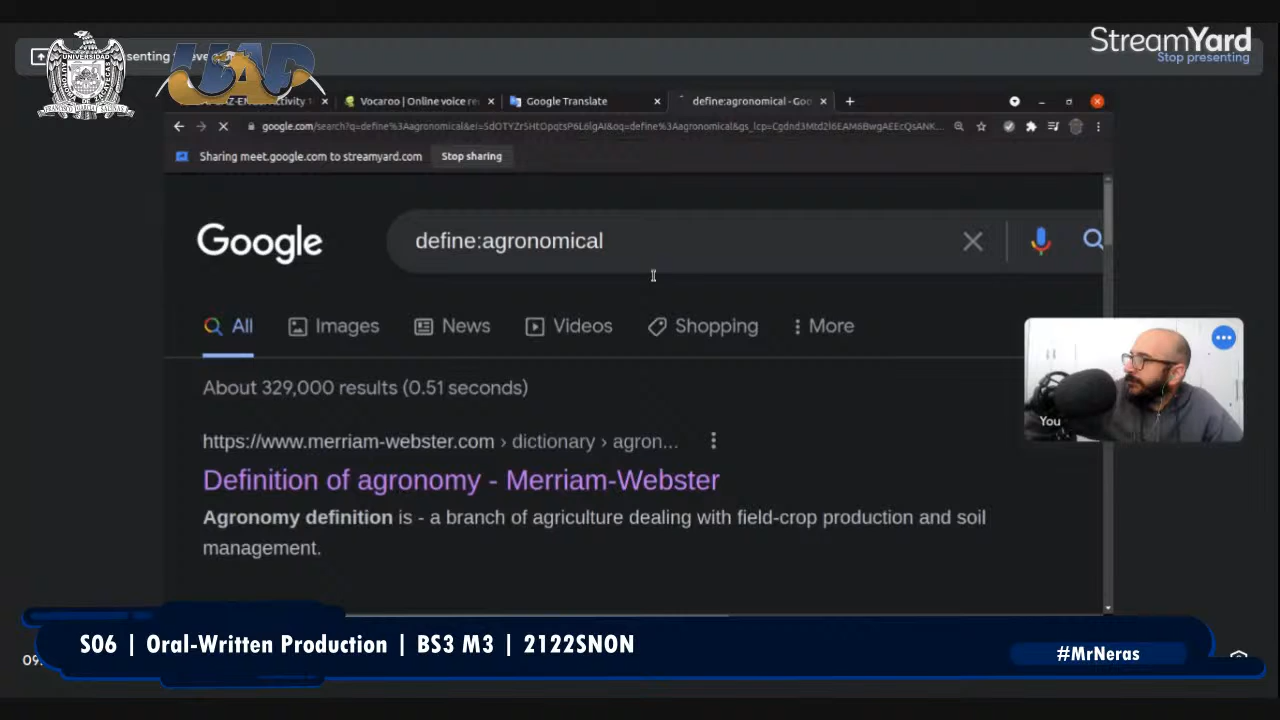 StreamYard
Stop presenting
UNIVERSIDAD
UAP
Vocaroo | Online voice re
Google Translate
define:agronomical - Goo
Sharing meet.google.com to streamyard.com
Stop sharing
Google
define:agronomical
All
Images
News
Videos
Shopping
More
About 329,000 results (0.51 seconds)
https://www.merriam-webster.com › dictionary › agron...
Definition of agronomy - Merriam-Webster
Agronomy definition is - a branch of agriculture dealing with field-crop production and soil
management.
You
S06 | Oral-Written Production | BS3 M3 | 2122SNON
#MrNeras